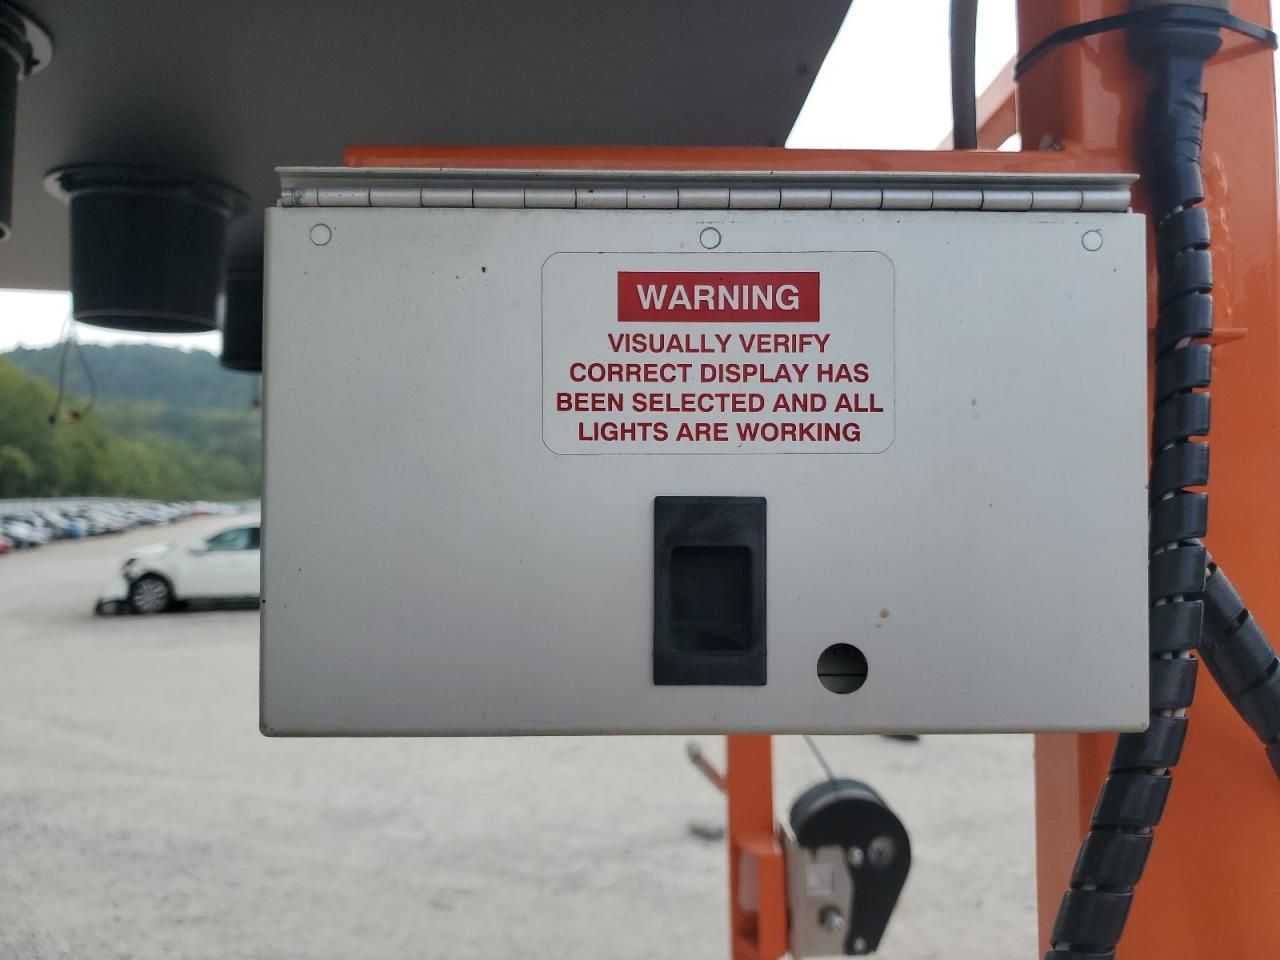 WARNING
VISUALLY VERIFY
CORRECT DISPLAY HAS
BEEN SELECTED AND ALL
LIGHTS ARE WORKING